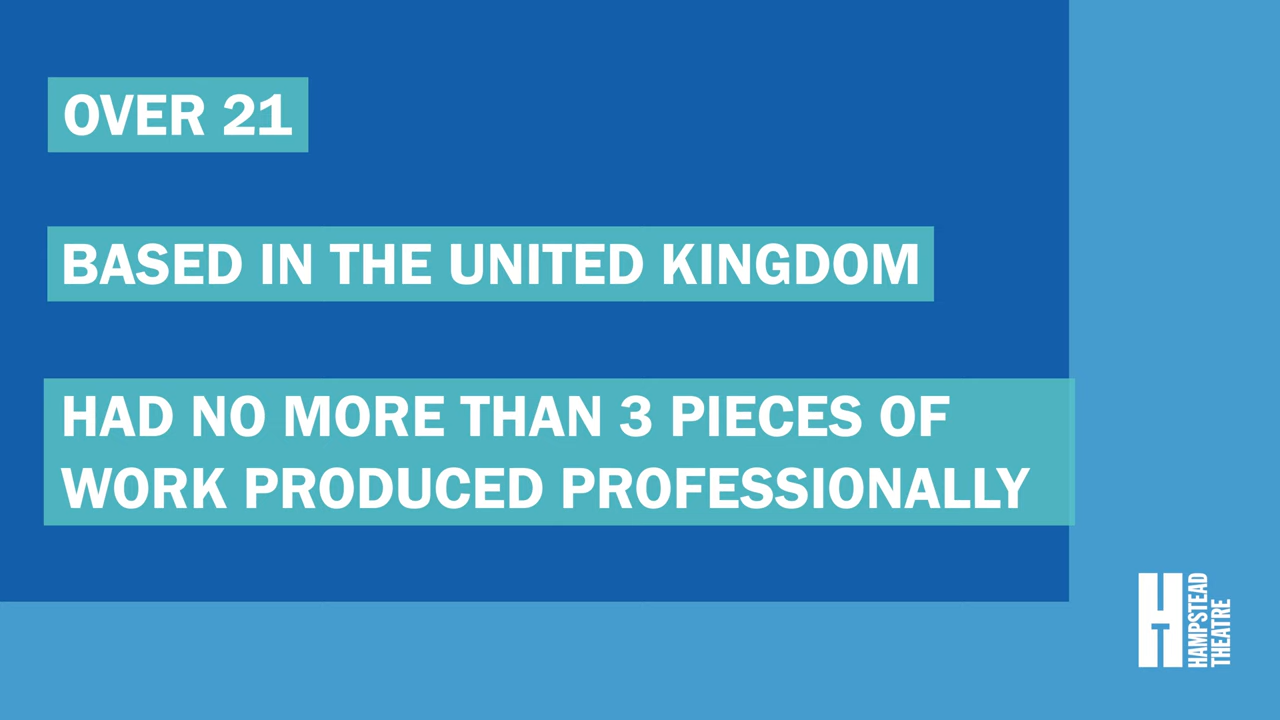 OVER 21
BASED IN THE UNITED KINGDOM
HAD NO MORE THAN 3 PIECES OF
WORK PRODUCED PROFESSIONALLY
HT
HAMPSTEAD
THEATRE